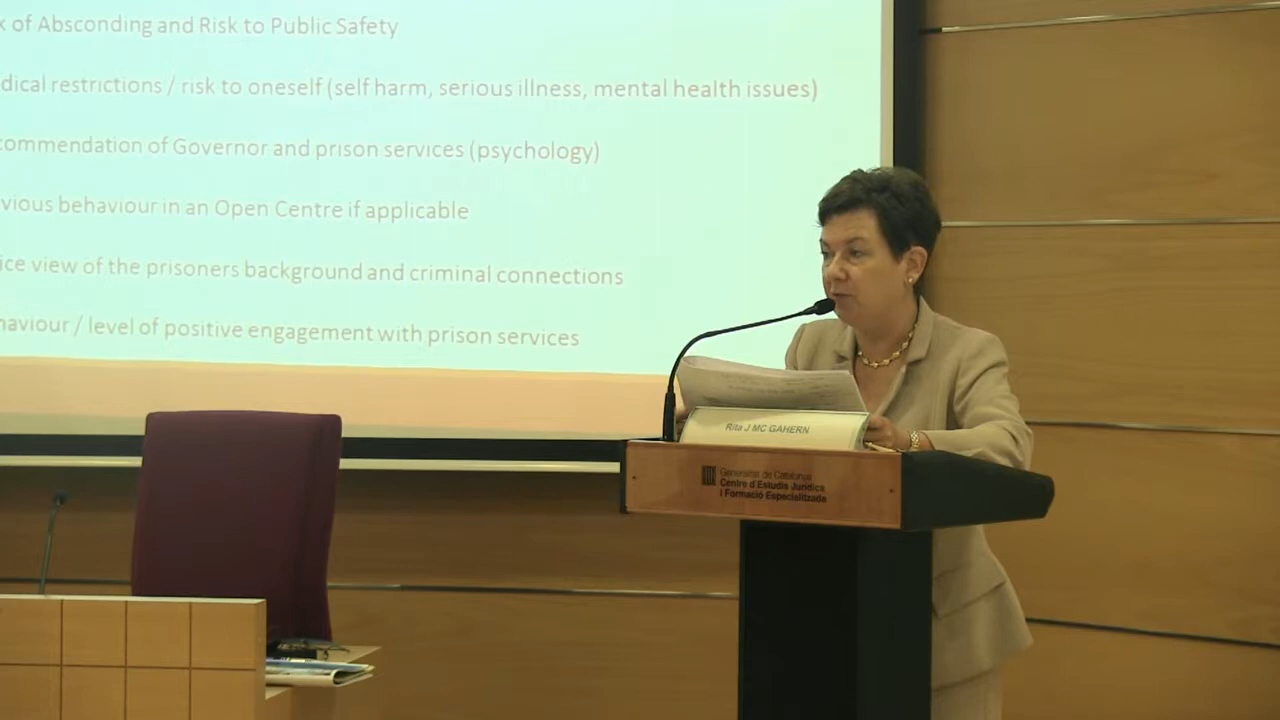 k of Absconding and Risk to Public Safety
dical restrictions / risk to oneself (self harm, serious illness, mental health issues)
commendation of Governor and prison services (psychology)
vious behaviour in an Open Centre if applicable
ice view of the prisoners background and criminal connections
haviour / level of positive engagement with prison services
Rita J MC GAHERN
Generalitat de Catalunya
Centre d'Estudis Jurídics
i Formació Especialitzada